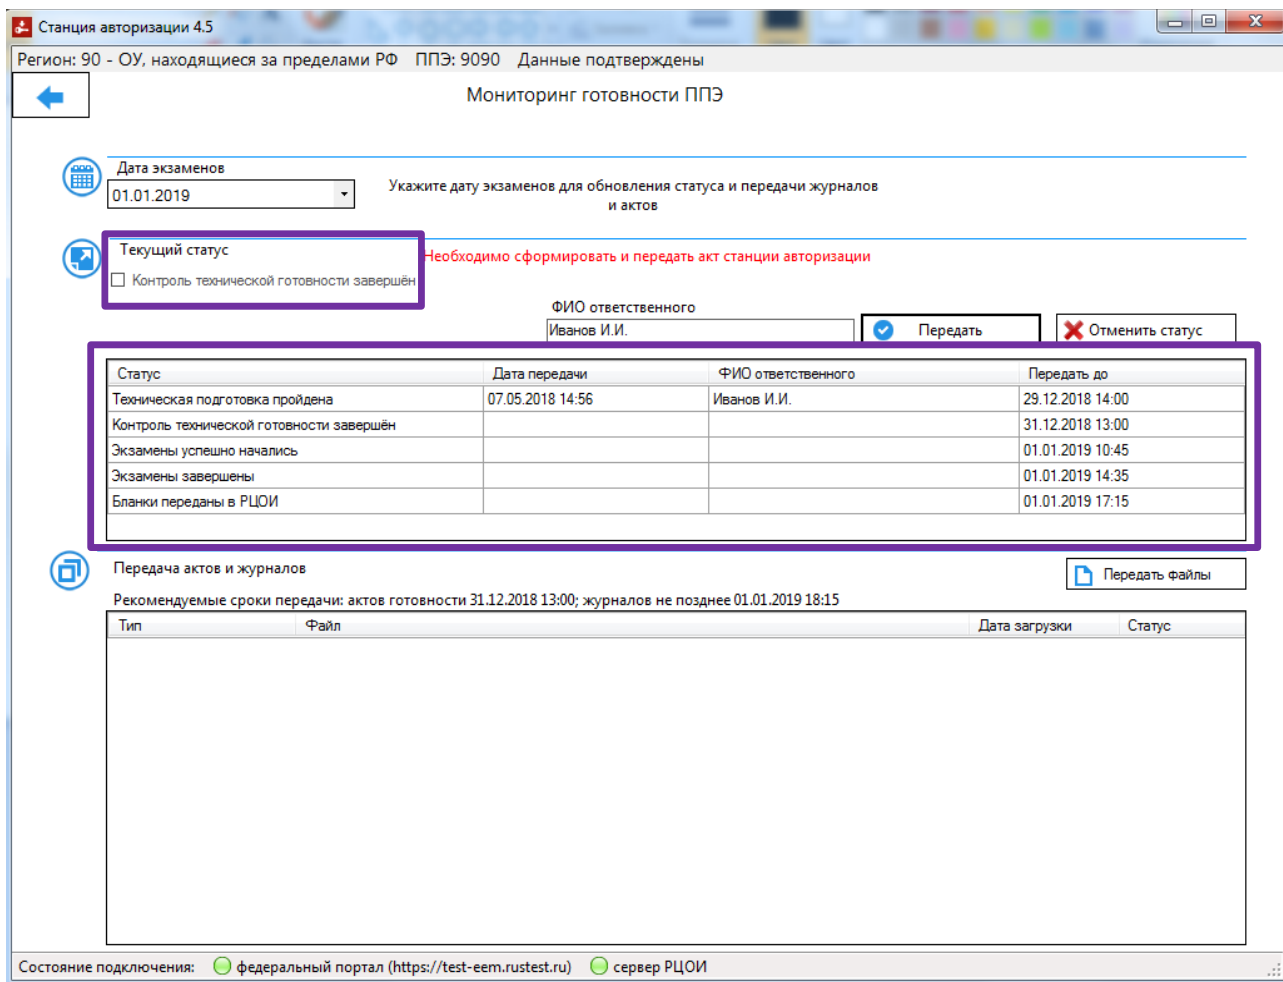 Станция авторизации 4.5
Регион: 90 - ОУ, находящиеся за пределами РФ ППЭ: 9090 Данные подтверждены
Мониторинг готовности ППЭ
Дата экзаменов
01.01.2019
Укажите дату экзаменов для обновления статуса и передачи журналов
и актов
Текущий статус
Необходимо сформировать и передать акт станции авторизации
Контроль технической готовности завершён
ФИО ответственного
Иванов И.И. Передать Отменить статус
Статус Дата передачи ФИО ответственного Передать до
Техническая подготовка пройдена 07.05.2018 14:56 Иванов И.И. 29.12.2018 14:00
Контроль технической готовности завершён 31.12.2018 13:00
Экзамены успешно начались 01.01.2019 10:45
Экзамены завершены 01.01.2019 14:35
Бланки переданы в РЦОИ 01.01.2019 17:15
Передача актов и журналов
Передать файлы
Рекомендуемые сроки передачи: актов готовности 31.12.2018 13:00; журналов не позднее 01.01.2019 18:15
Тип Файл Дата загрузки Статус
Состояние подключения: федеральный портал (https://test-eem.rustest.ru) сервер РЦОИ